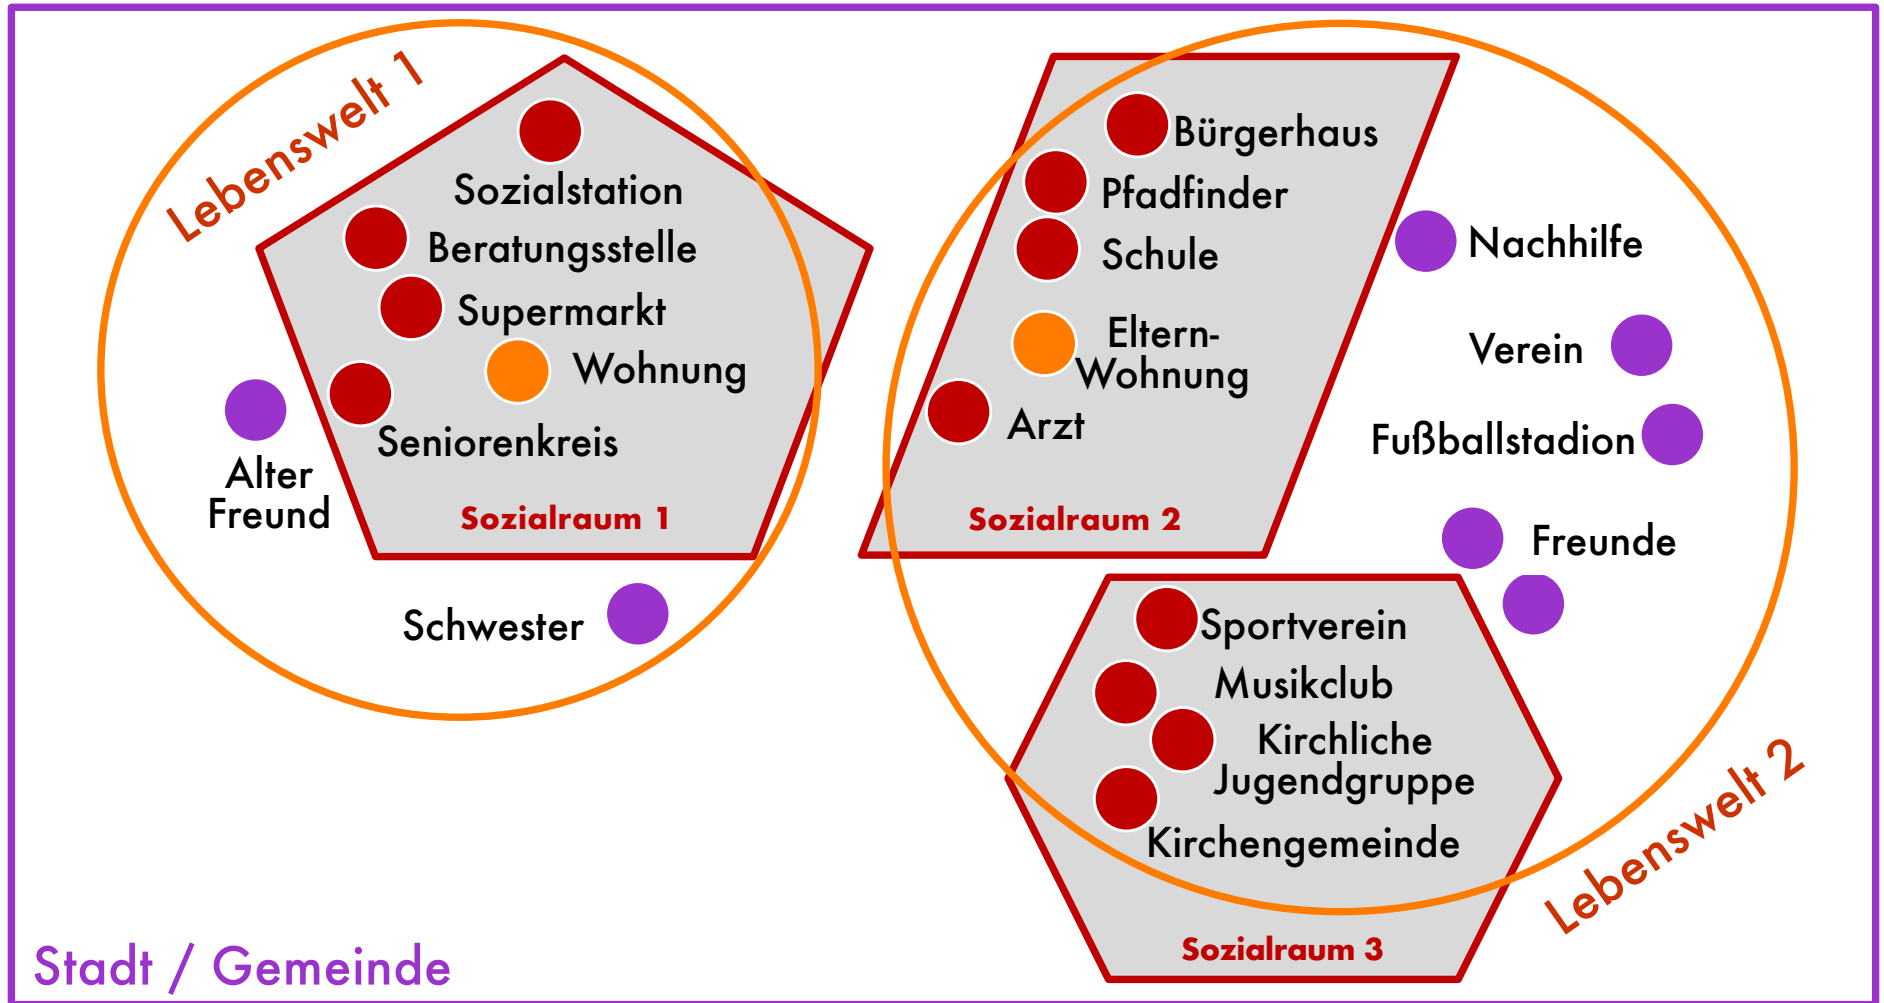 Lebenswelt 1
Sozialstation
Beratungsstelle
Supermarkt
Wohnung
Seniorenkreis
Sozialraum 1
Alter
Freund
Schwester
Bürgerhaus
Pfadfinder
Schule
Eltern-
Wohnung
Arzt
Sozialraum 2
Nachhilfe
Verein
Fußballstadion
Freunde
Sportverein
Musikclub
Kirchliche
Jugendgruppe
Kirchengemeinde
Sozialraum 3
Lebenswelt 2
Stadt / Gemeinde